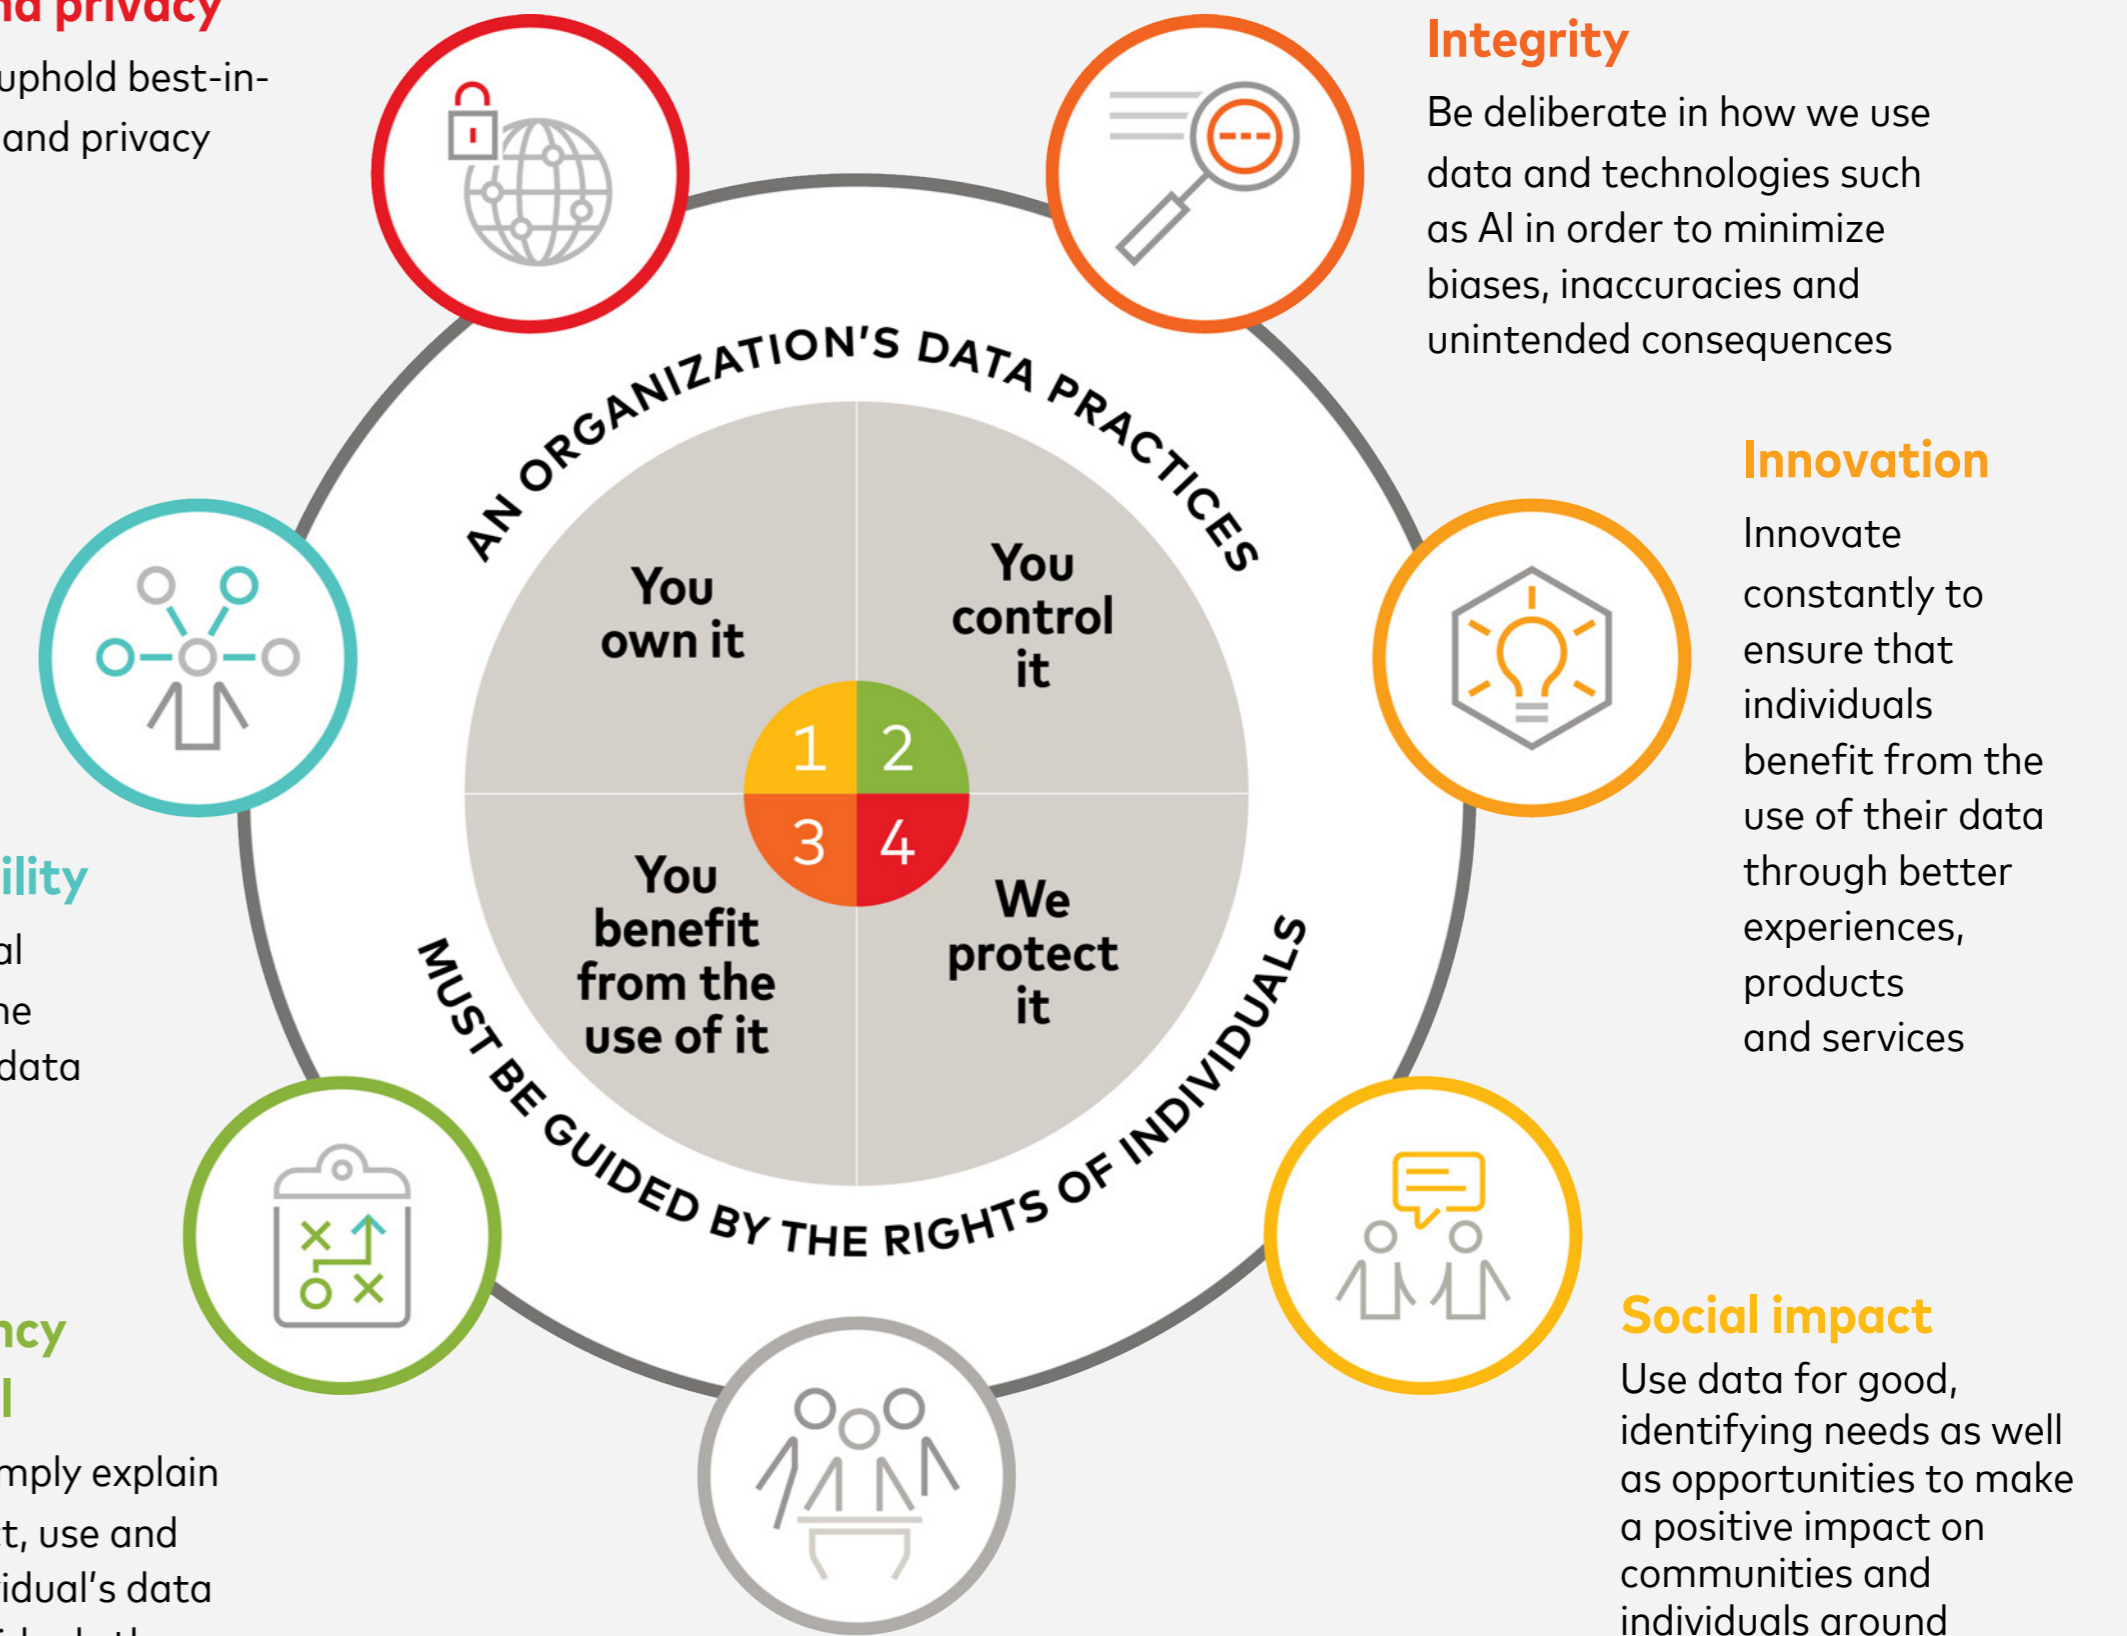 and privacy
uphold best-in-
and privacy
Integrity
Be deliberate in how we use
data and technologies such
as AI in order to minimize
biases, inaccuracies and
unintended consequences
AN ORGANIZATION'S DATA PRACTICES
You
own it
You
control
it
1 2
3 4
You
benefit
from the
use of it
We
protect
it
MUST BE GUIDED BY THE RIGHTS OF INDIVIDUALS
Innovation
Innovate
constantly to
ensure that
individuals
benefit from the
use of their data
through better
experiences,
products
and services
ility
al
ne
data
ncy
l
mply explain
t, use and
idual's data
Social impact
Use data for good,
identifying needs as well
as opportunities to make
a positive impact on
communities and
individuals around